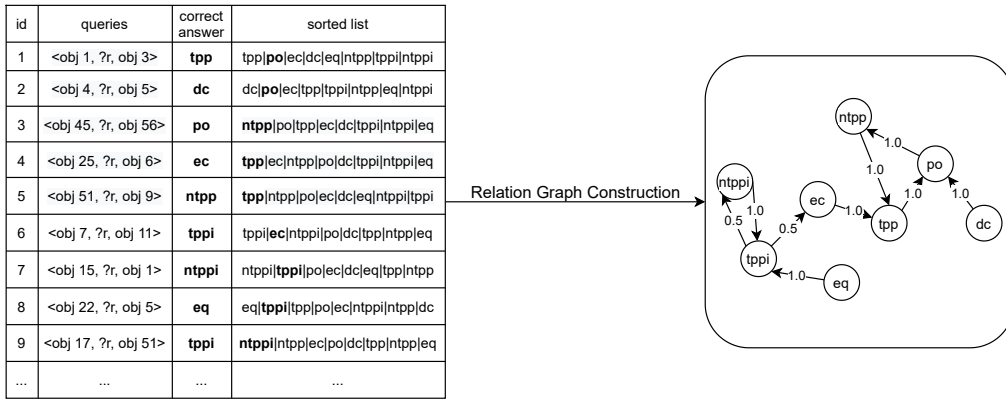 id queries correct answer sorted list
1 <obj 1, ?r, obj 3> tpp tpp|po|ec|dc|eq|ntpp|tppi|ntppi
2 <obj 4, ?r, obj 5> dc dc|po|ec|tpp|tppi|ntpp|eq|ntppi
3 <obj 45, ?r, obj 56> po ntpp|po|tpp|ec|dc|tppi|ntppi|eq
4 <obj 25, ?r, obj 6> ec tpp|ec|ntpp|po|dc|tppi|ntppi|eq
5 <obj 51, ?r, obj 9> ntpp tpp|ntpp|po|ec|dc|eq|ntppi|tppi
6 <obj 7, ?r, obj 11> tppi tppi|ec|ntppi|po|dc|tpp|ntpp|eq
7 <obj 15, ?r, obj 1> ntppi ntppi|tppi|po|ec|dc|eq|tpp|ntpp
8 <obj 22, ?r, obj 5> eq eq|tppi|tpp|po|ec|ntppi|ntpp|dc
9 <obj 17, ?r, obj 51> tppi ntppi|ntpp|ec|po|dc|tpp|ntpp|eq
... ... ... ...
Relation Graph Construction
ntpp
1.0
po
1.0
1.0
1.0
ntppi
ec
1.0
tpp
dc
0.5
1.0
0.5
tppi
1.0
eq